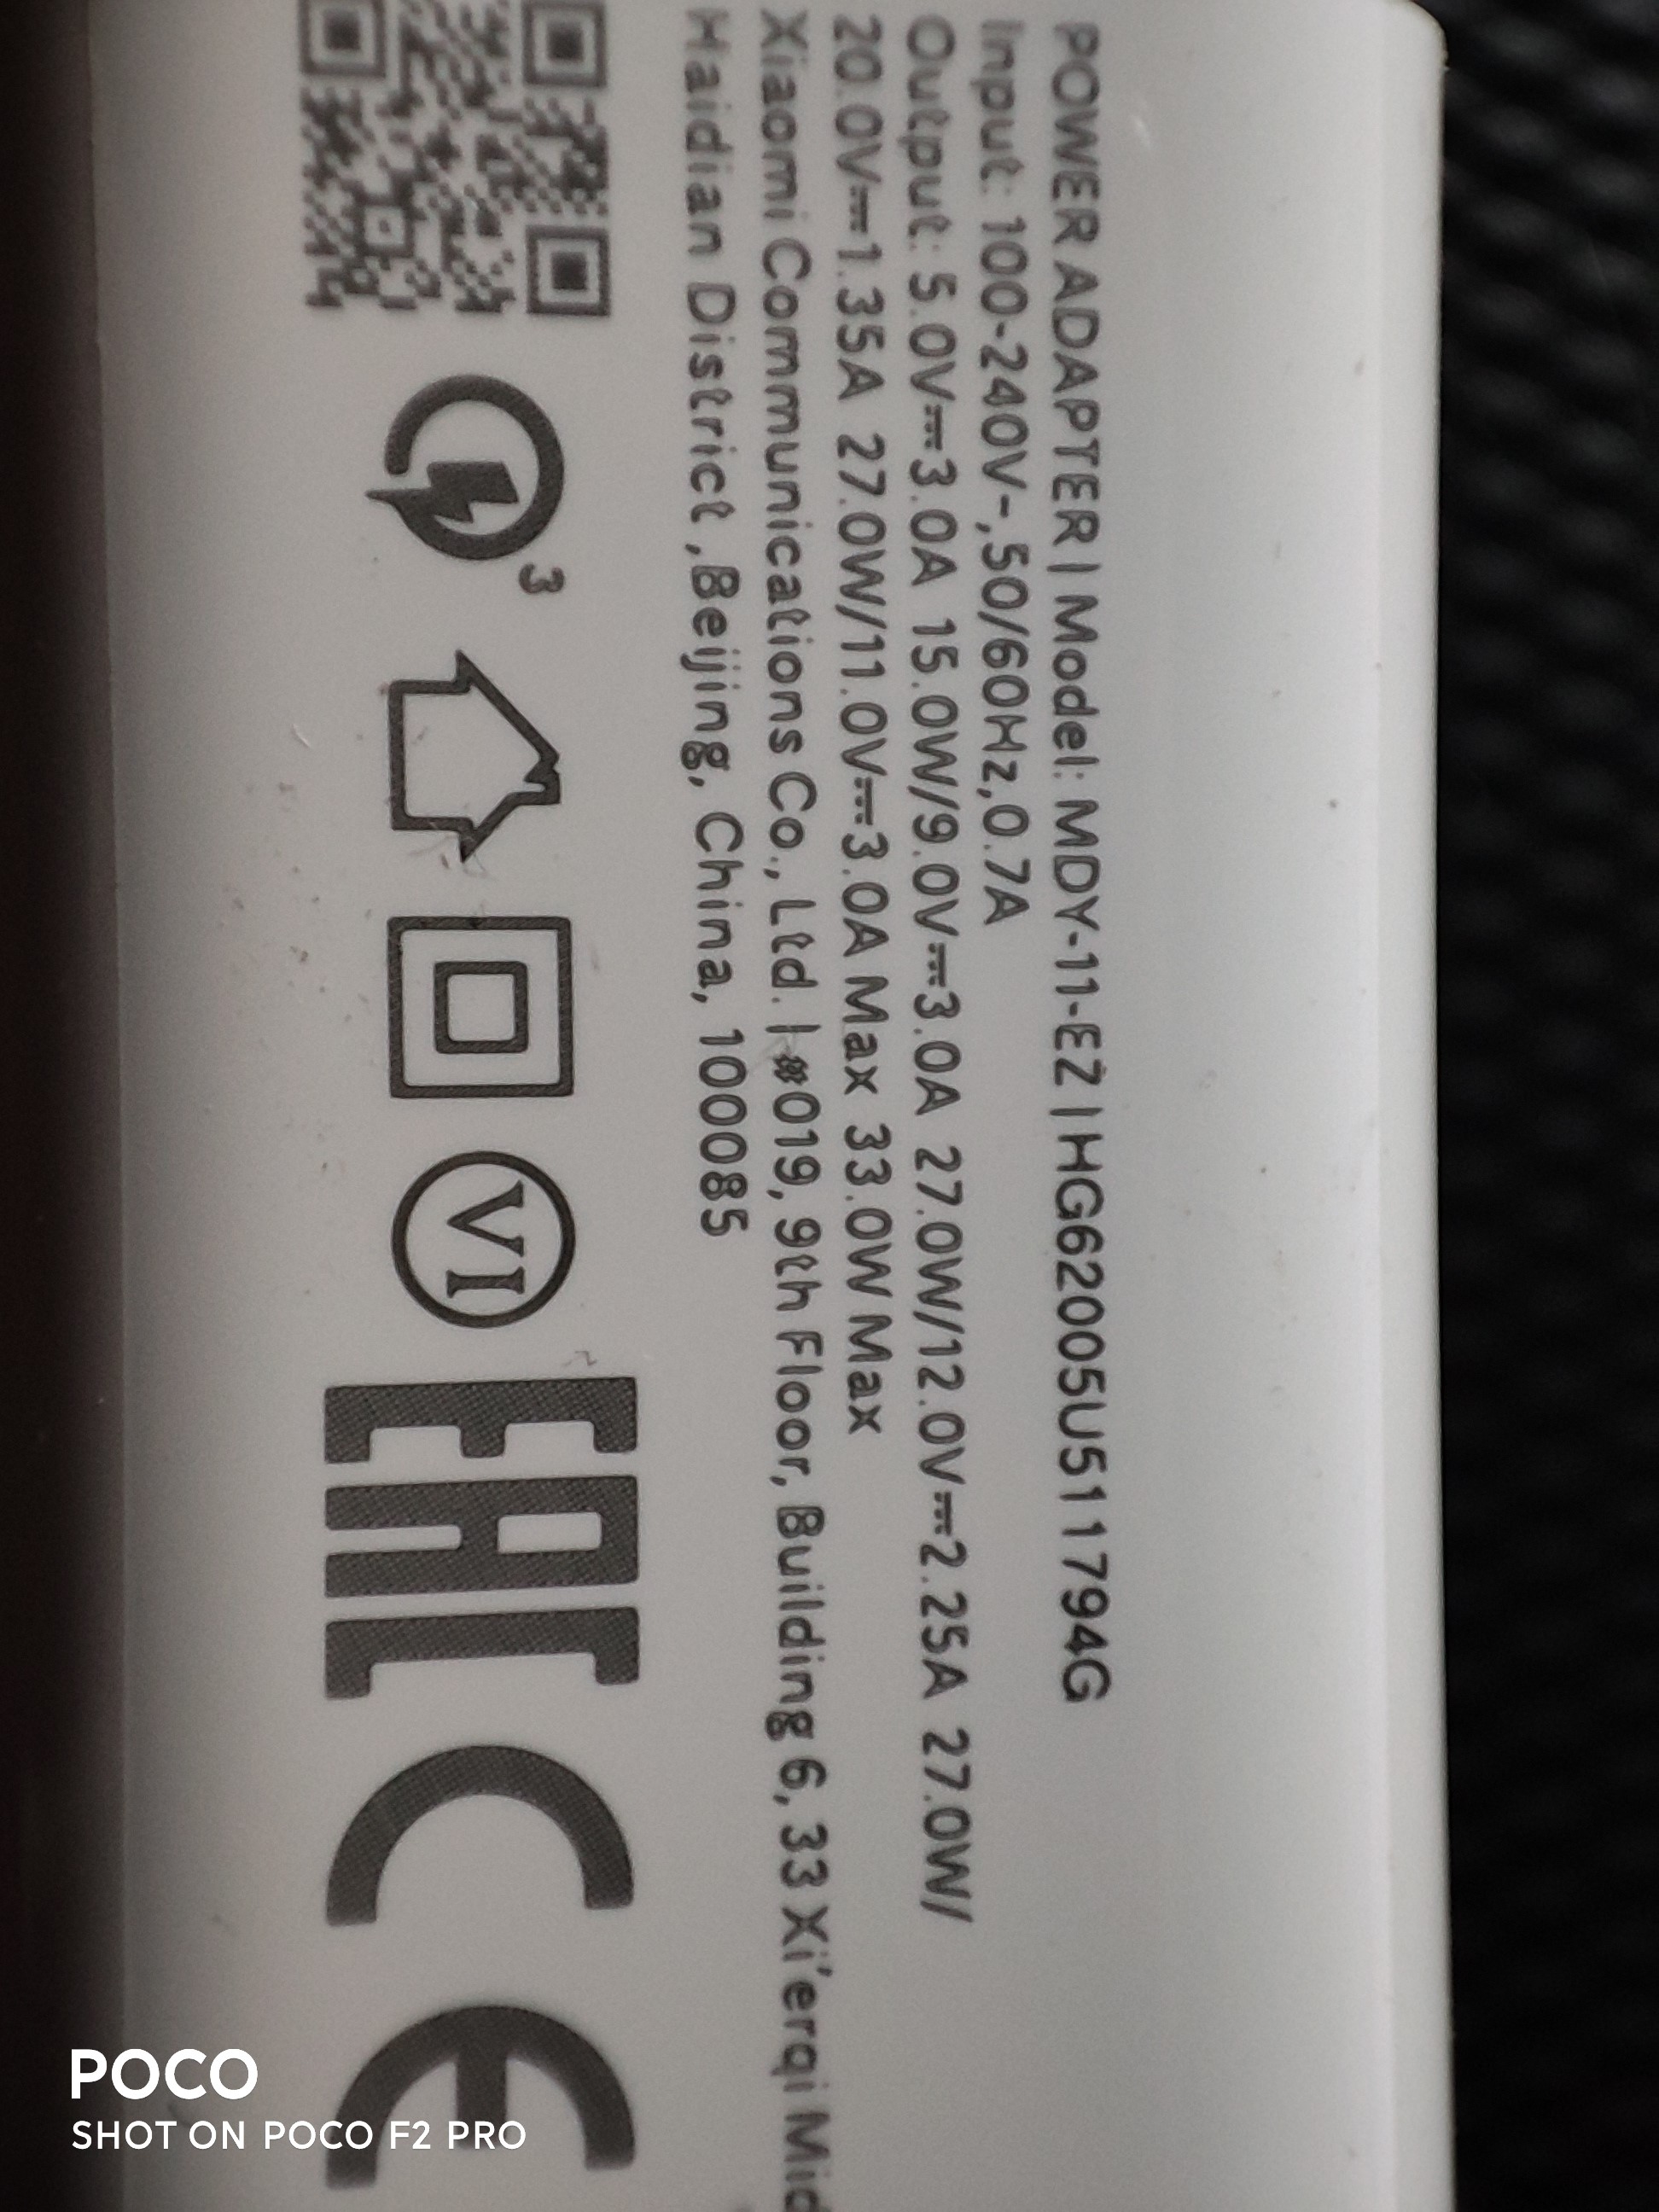 POWER ADAPTER | Model: MDY-11-EZ | HG62005U511794G
Input: 100-240V~,50/60Hz,0.7A
Output: 5.0V⎓3.0A 15.0W/9.0V⎓3.0A 27.0W/12.0V⎓2.25A 27.0W/
20.0V⎓1.35A 27.0W/11.0V⎓3.0A Max 33.0W Max
Xiaomi Communications Co., Ltd. | #019, 9th Floor, Building 6, 33 Xi'erqi Mid
Haidian District ,Beijing, China, 100085
3 VI EAC CE
POCO
SHOT ON POCO F2 PRO